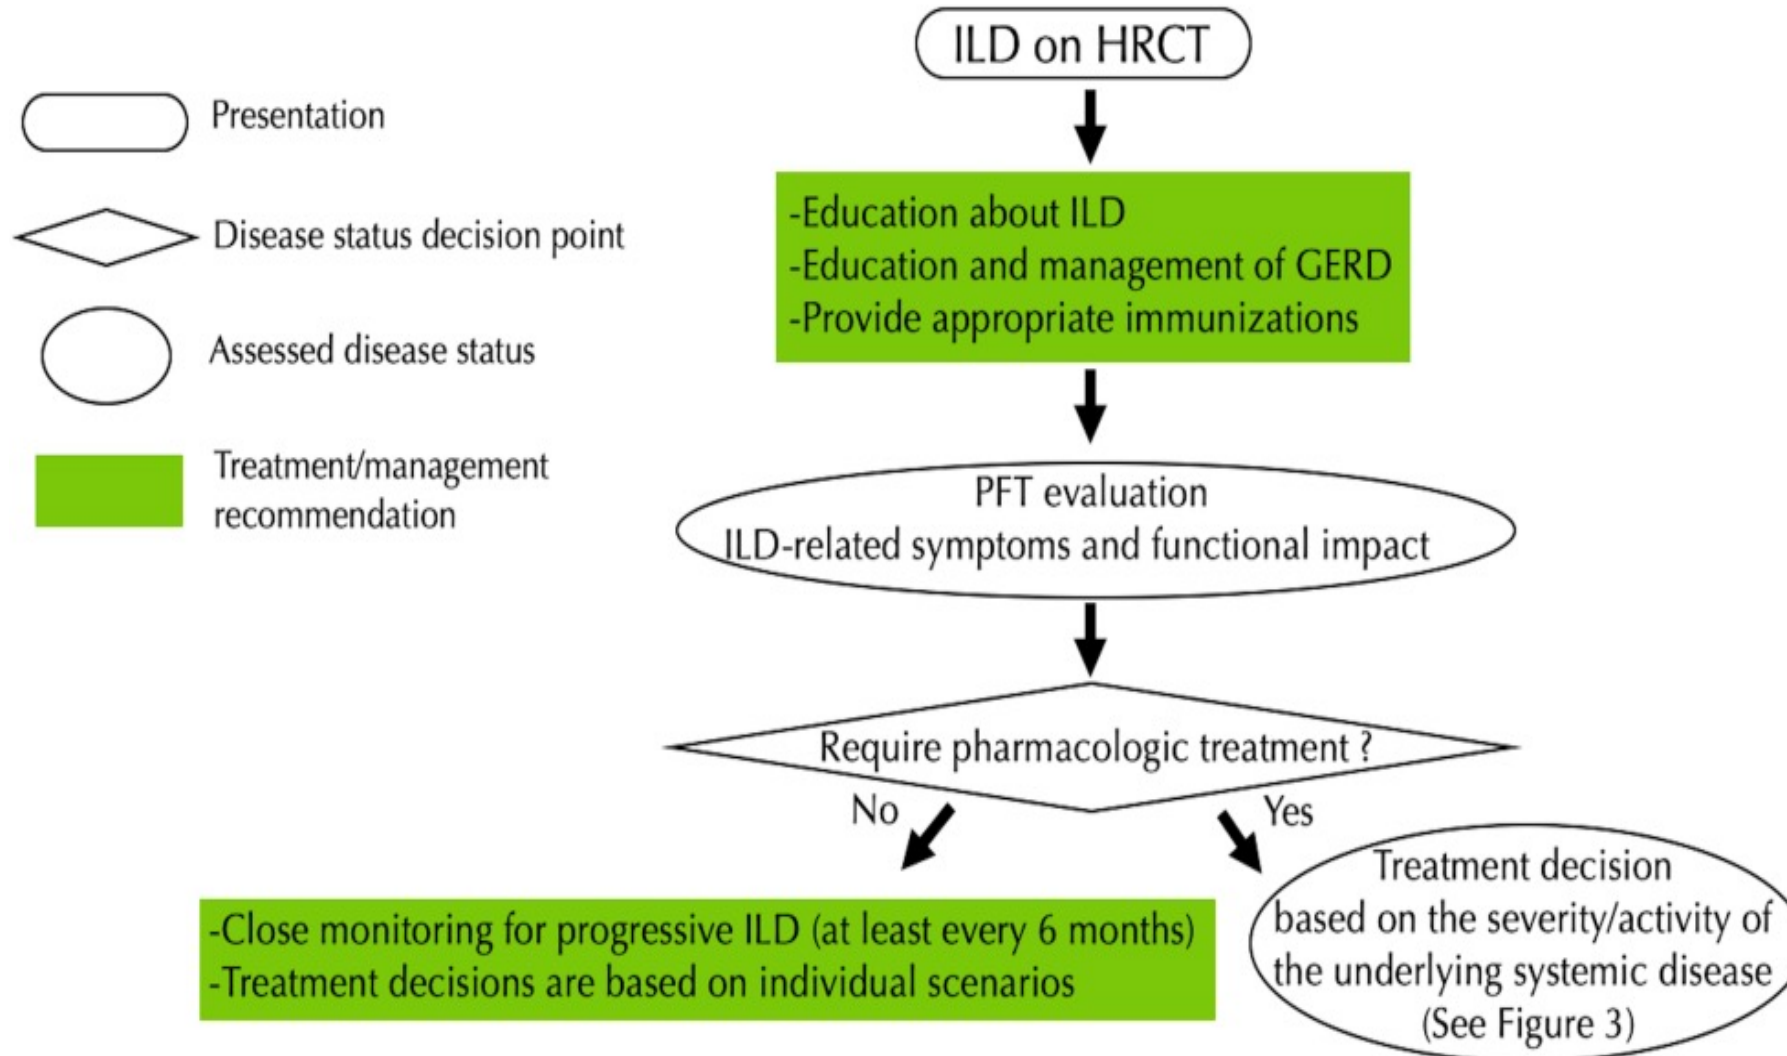 ILD on HRCT
Presentation
Disease status decision point
Assessed disease status
Treatment/management
recommendation
-Education about ILD
-Education and management of GERD
-Provide appropriate immunizations
PFT evaluation
ILD-related symptoms and functional impact
Require pharmacologic treatment ?
No
Yes
-Close monitoring for progressive ILD (at least every 6 months)
-Treatment decisions are based on individual scenarios
Treatment decision
based on the severity/activity of
the underlying systemic disease
(See Figure 3)